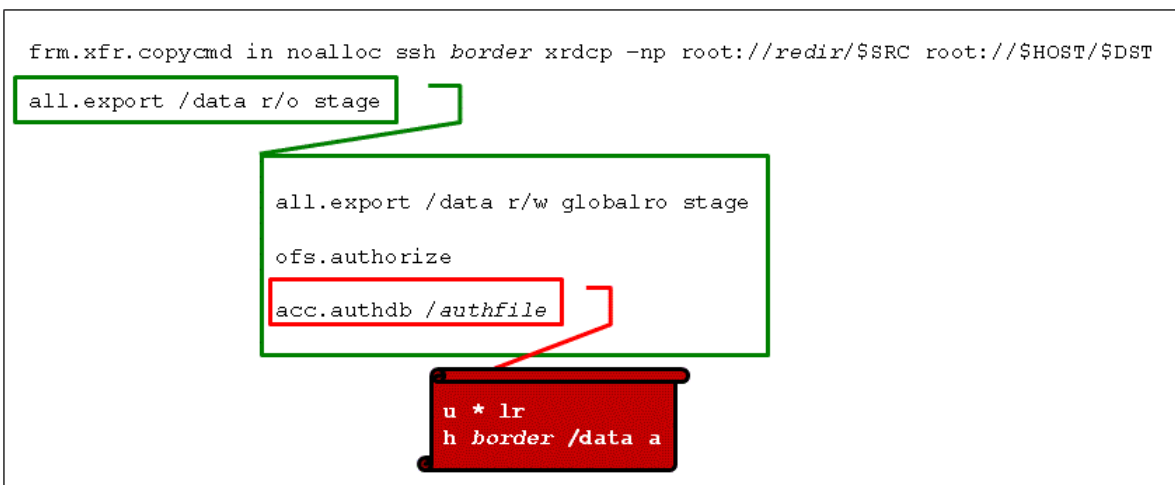 frm.xfr.copycmd in noalloc ssh border xrdcp –np root://redir/$SRC root://$HOST/$DST
all.export /data r/o stage
all.export /data r/w globalro stage
ofs.authorize
acc.authdb /authfile
u * lr
h border /data a